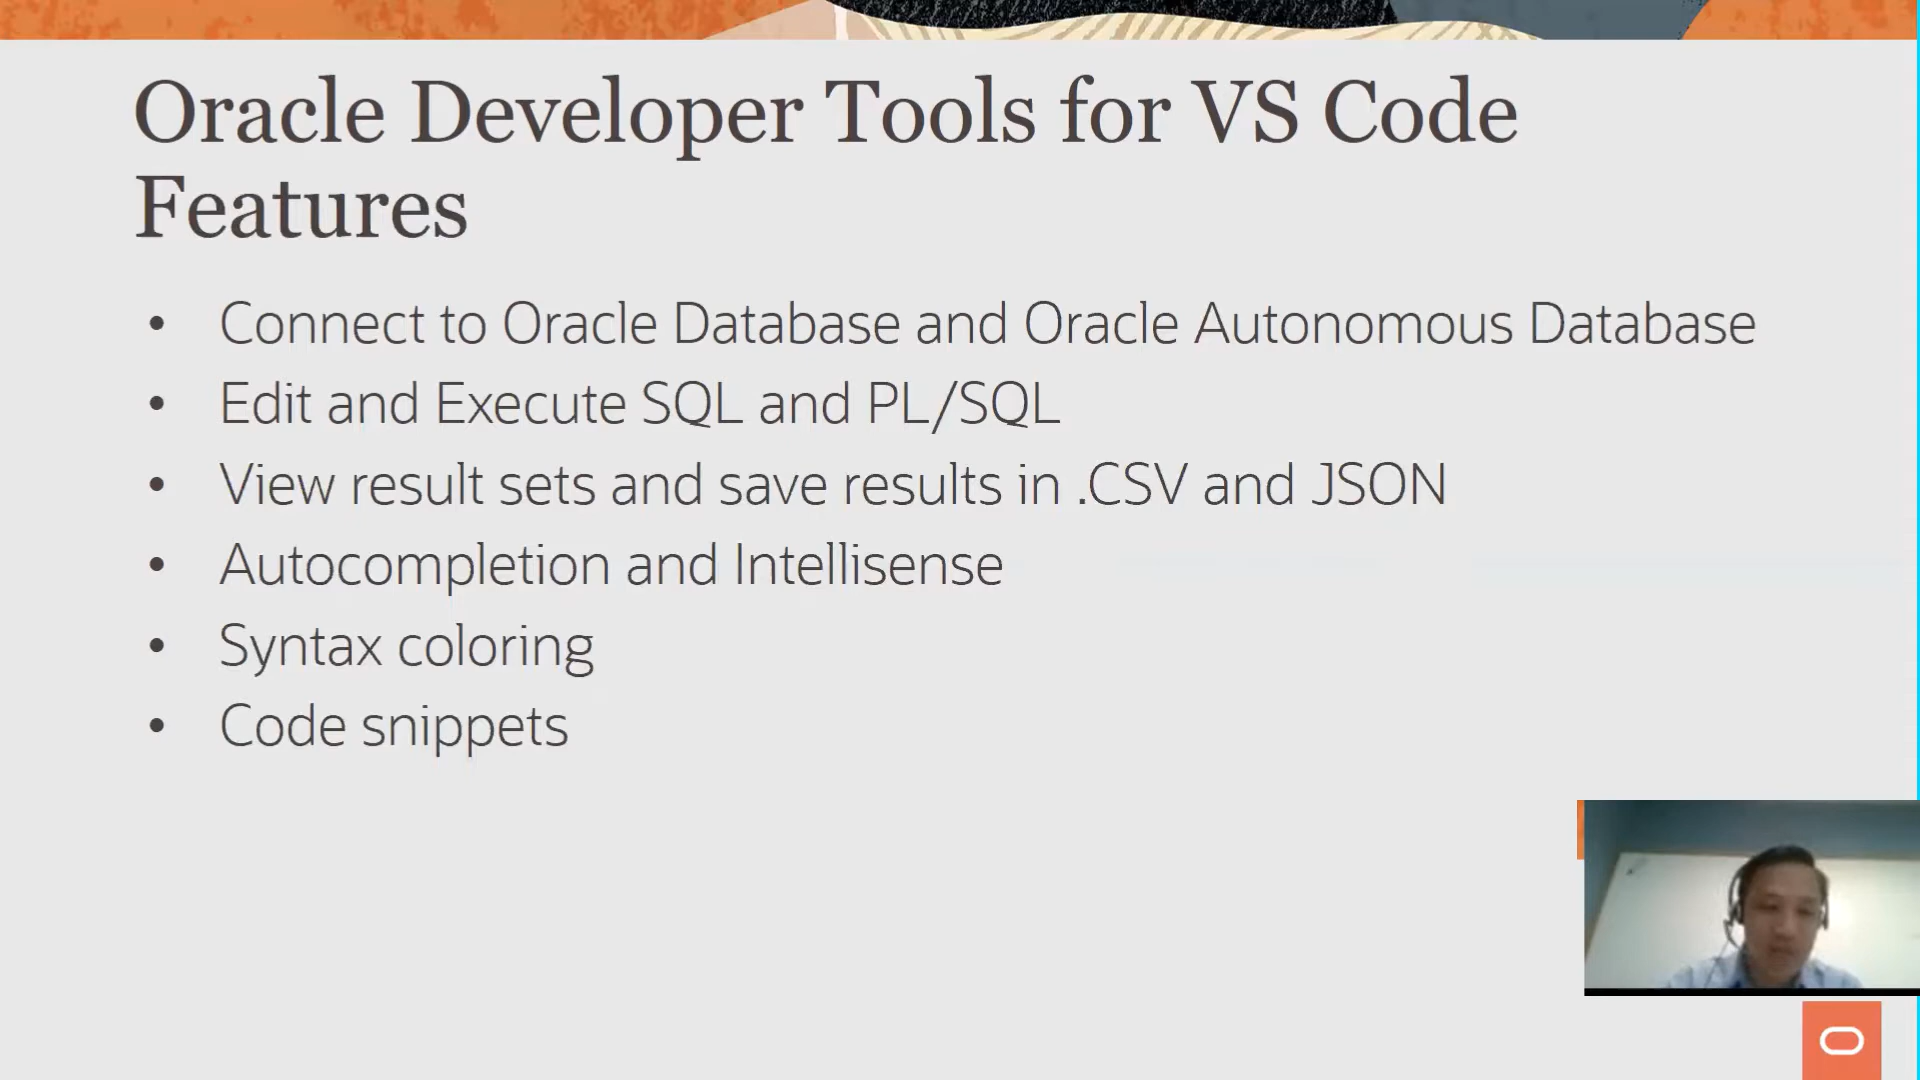 Oracle Developer Tools for VS Code
Features
• Connect to Oracle Database and Oracle Autonomous Database
• Edit and Execute SQL and PL/SQL
• View result sets and save results in .CSV and JSON
• Autocompletion and Intellisense
• Syntax coloring
• Code snippets